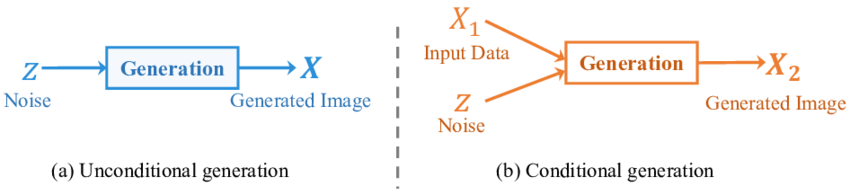 Z
Noise
Generation
X
Generated Image
(a) Unconditional generation
X₁
Input Data
Z
Noise
Generation
X₂
Generated Image
(b) Conditional generation